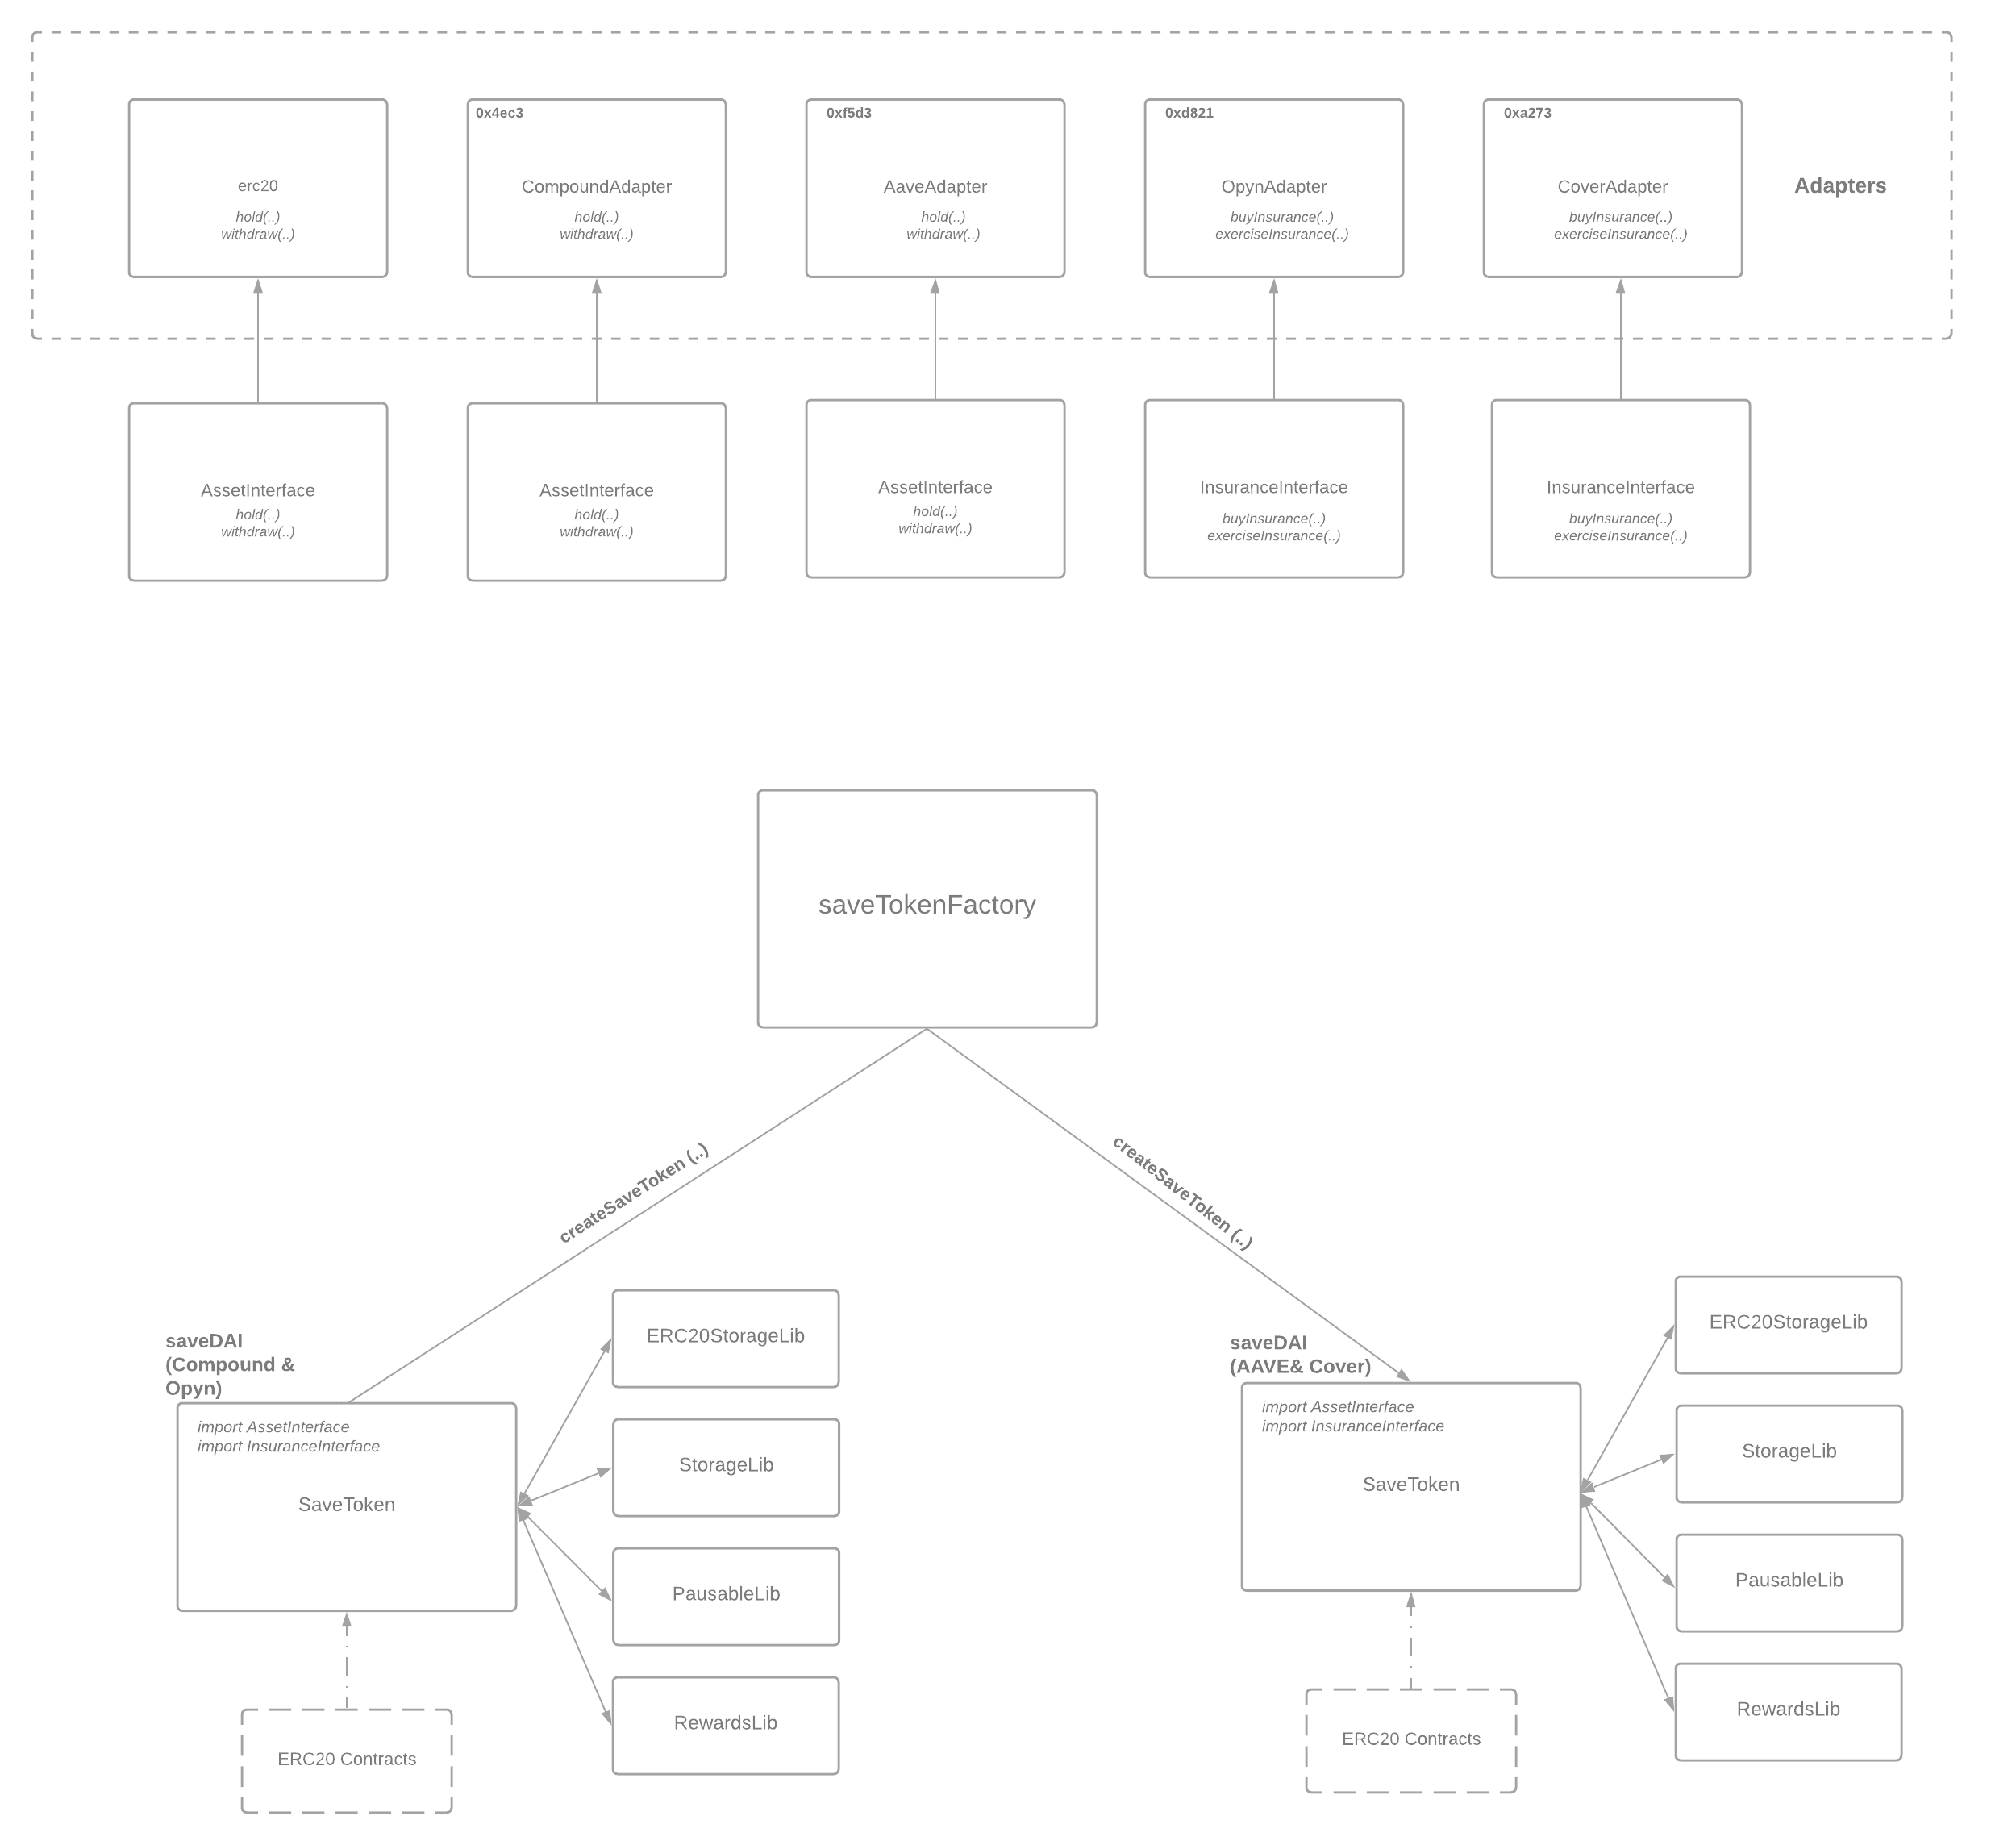 0x4ec3
0xf5d3
0xd821
0xa273
erc20
hold(..)
withdraw(..)
CompoundAdapter
hold(..)
withdraw(..)
AaveAdapter
hold(..)
withdraw(..)
OpynAdapter
buyInsurance(..)
exerciseInsurance(..)
CoverAdapter
buyInsurance(..)
exerciseInsurance(..)
Adapters
AssetInterface
hold(..)
withdraw(..)
AssetInterface
hold(..)
withdraw(..)
AssetInterface
hold(..)
withdraw(..)
InsuranceInterface
buyInsurance(..)
exerciseInsurance(..)
InsuranceInterface
buyInsurance(..)
exerciseInsurance(..)
saveTokenFactory
createSaveToken (..)
createSaveToken (..)
saveDAI
(Compound &
Opyn)
import AssetInterface
import InsuranceInterface
SaveToken
ERC20StorageLib
StorageLib
PausableLib
RewardsLib
ERC20 Contracts
saveDAI
(AAVE& Cover)
import AssetInterface
import InsuranceInterface
SaveToken
ERC20StorageLib
StorageLib
PausableLib
RewardsLib
ERC20 Contracts